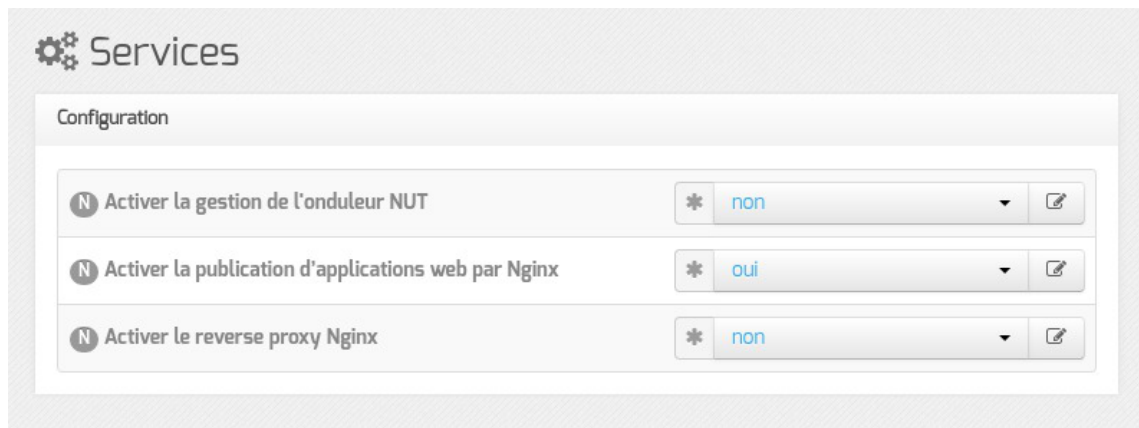 Services
Configuration
N Activer la gestion de l'onduleur NUT * non
N Activer la publication d'applications web par Nginx * oui
N Activer le reverse proxy Nginx * non